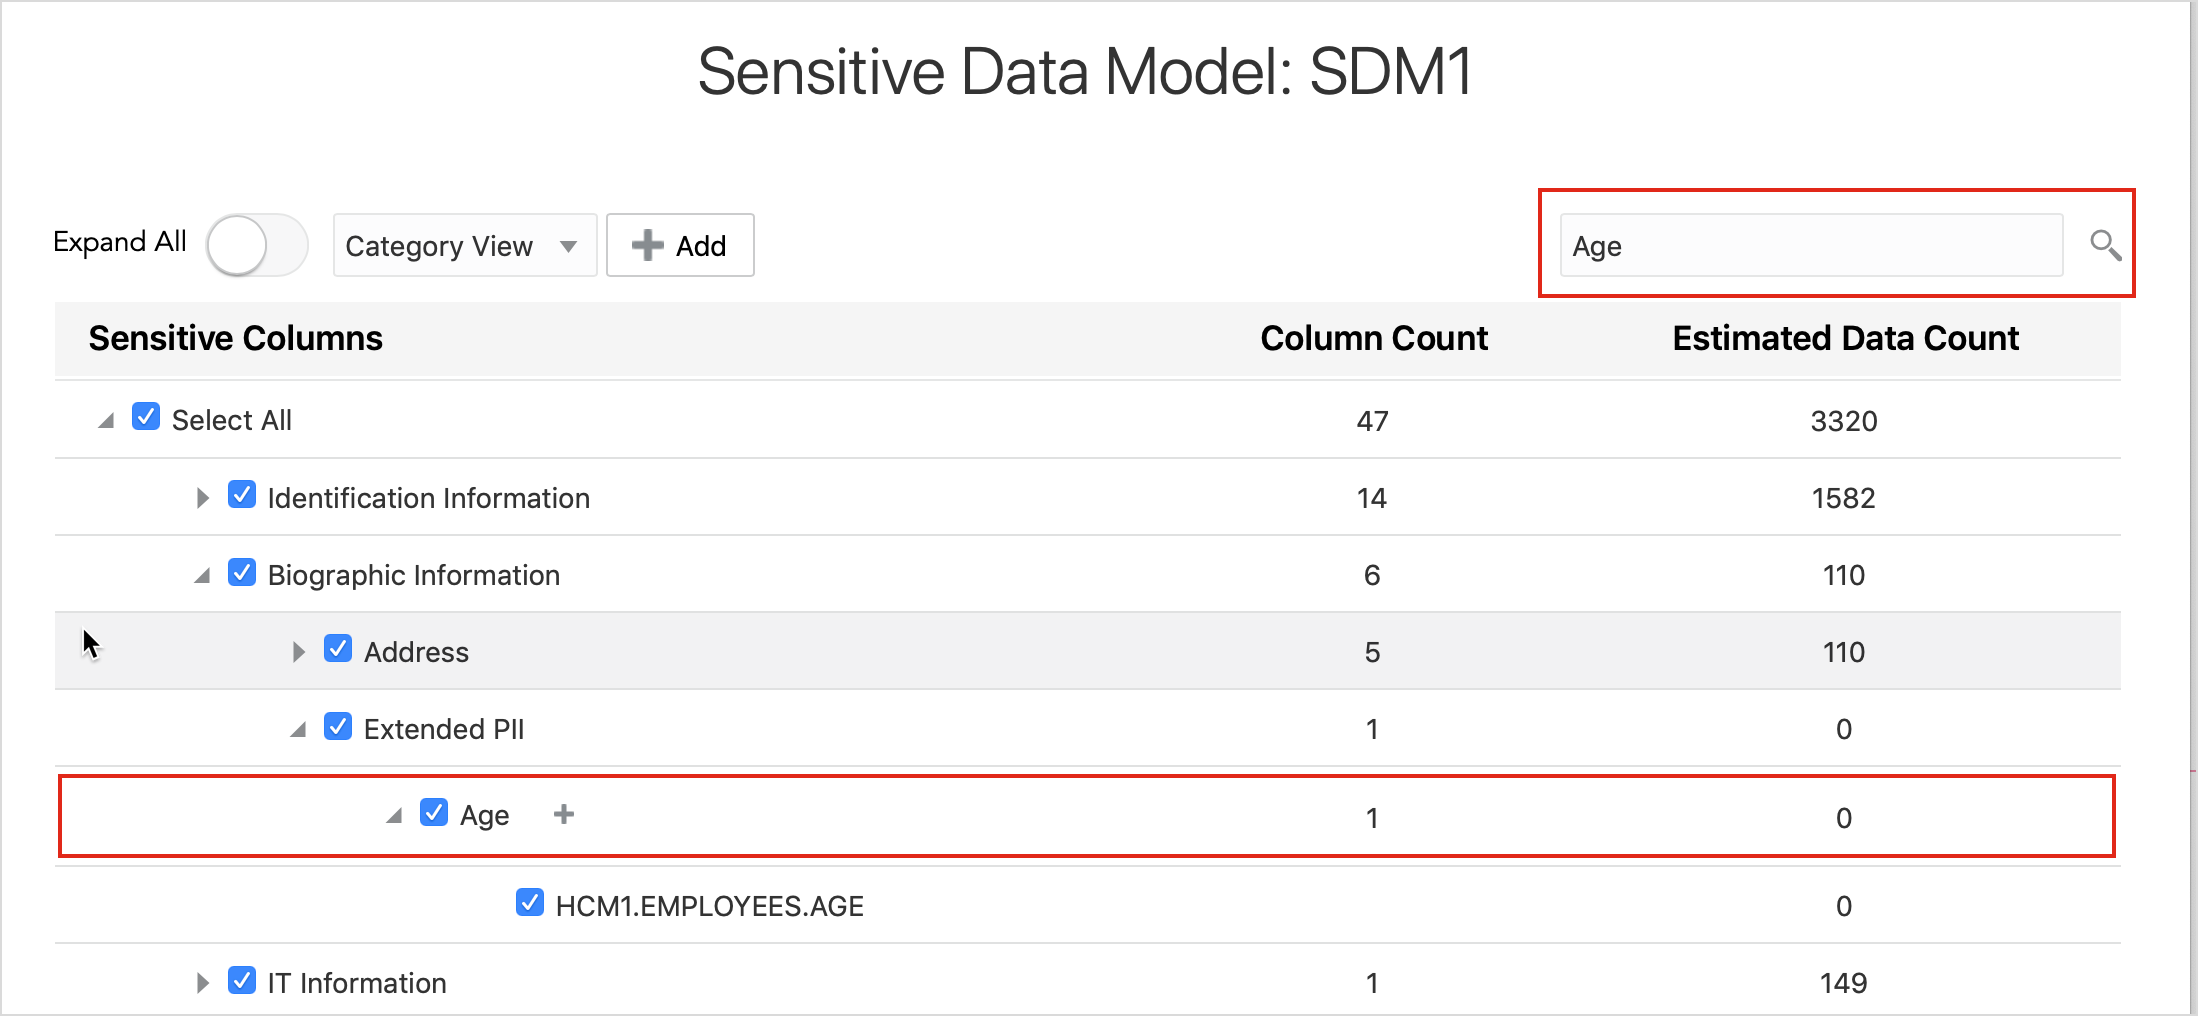 Sensitive Data Model: SDM1
Expand All Category View Add Age
Sensitive Columns Column Count Estimated Data Count
Select All 47 3320
Identification Information 14 1582
Biographic Information 6 110
Address 5 110
Extended PII 1 0
Age 1 0
HCM1.EMPLOYEES.AGE 0
IT Information 1 149